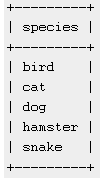 +---------+
| species |
+---------+
| bird    |
| cat     |
| dog     |
| hamster |
| snake   |
+---------+